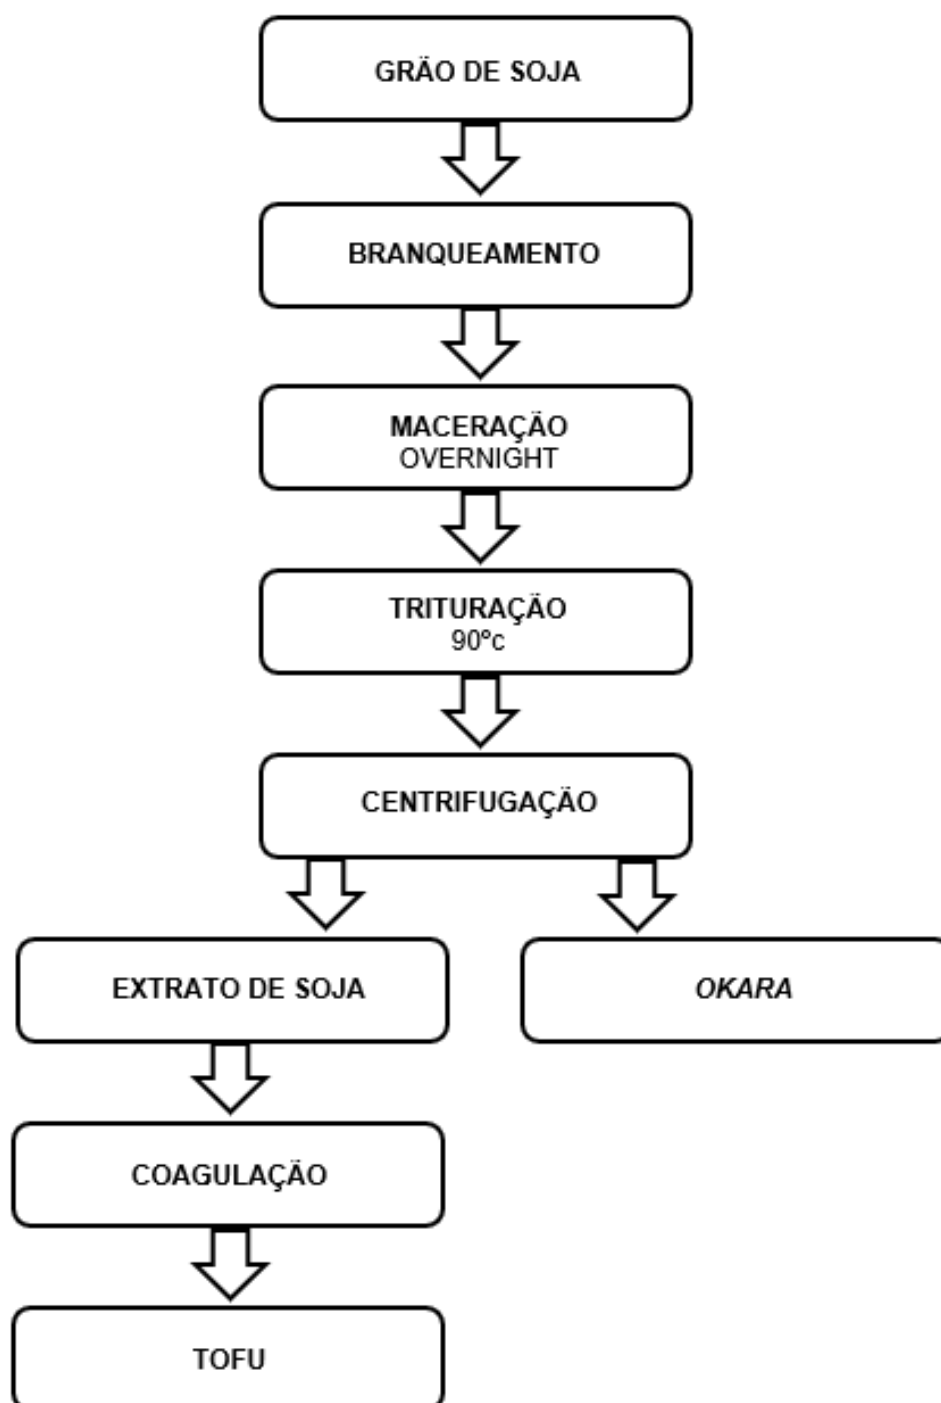 GRÃO DE SOJA
BRANQUEAMENTO
MACERAÇÃO
OVERNIGHT
TRITURAÇÃO
90°c
CENTRIFUGAÇÃO
EXTRATO DE SOJA
OKARA
COAGULAÇÃO
TOFU